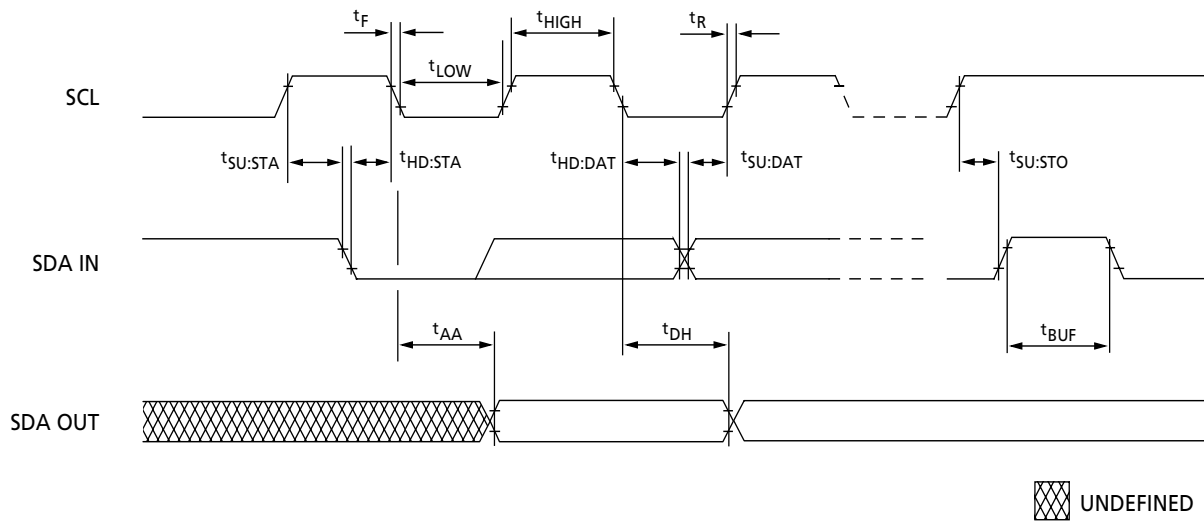 tF
tHIGH
tR
tLOW
SCL
tSU:STA
tHD:STA
tHD:DAT
tSU:DAT
tSU:STO
SDA IN
tAA
tDH
tBUF
SDA OUT
UNDEFINED